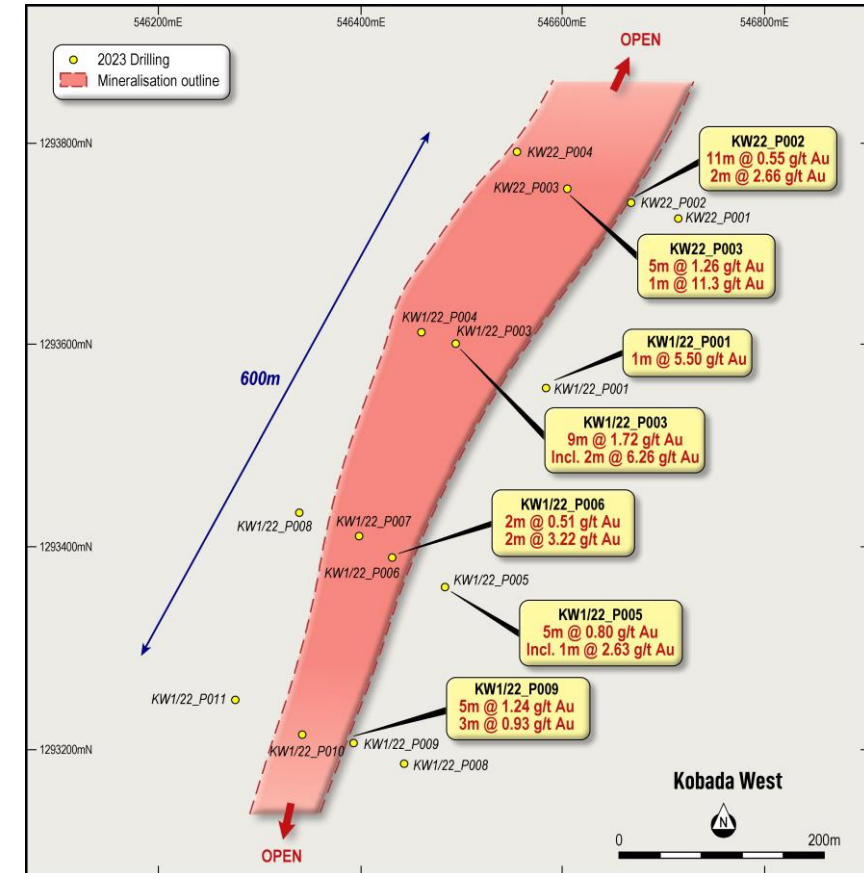 546200mE
546400mE
546600mE
546800mE
2023 Drilling
Mineralisation outline
OPEN
1293800mN
KW22_P004
KW22_P002
11m @ 0.55 g/t Au
2m @ 2.66 g/t Au
KW22_P003
KW22_P002
KW22_P001
KW22_P003
5m @ 1.26 g/t Au
1m @ 11.3 g/t Au
KW1/22_P004
KW1/22_P003
1293600mN
KW1/22_P001
1m @ 5.50 g/t Au
600m
KW1/22_P001
KW1/22_P003
9m @ 1.72 g/t Au
Incl. 2m @ 6.26 g/t Au
KW1/22_P008
KW1/22_P007
KW1/22_P006
2m @ 0.51 g/t Au
2m @ 3.22 g/t Au
1293400mN
KW1/22_P006
KW1/22_P005
KW1/22_P005
5m @ 0.80 g/t Au
Incl. 1m @ 2.63 g/t Au
KW1/22_P011
KW1/22_P009
5m @ 1.24 g/t Au
3m @ 0.93 g/t Au
1293200mN
KW1/22_P010
KW1/22_P009
KW1/22_P008
Kobada West
N
0
200m
OPEN